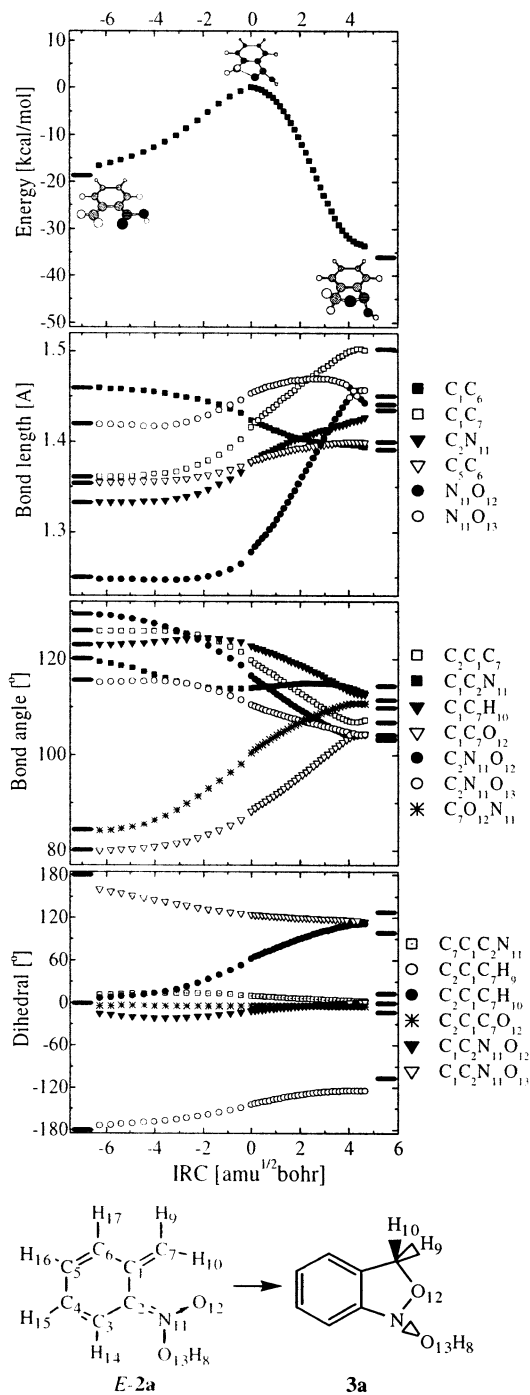 -6 -4 -2 0 2 4
10
0
-10
-20
-30
-40
-50
Energy [kcal/mol]
1.5
1.4
1.3
Bond length [A]
C1C6
C1C7
C2N11
C5C6
N11O12
N11O13
120
100
80
Bond angle [°]
C2C1C7
C1C2N11
C1C7H10
C1C7O12
C2N11O12
C2N11O13
C7O12N11
180
120
60
0
-60
-120
-180
Dihedral [°]
C7C1C2N11
C2C1C7H9
C2C1C7H10
C2C1C7O12
C1C2N11O12
C1C2N11O13
-6 -4 -2 0 2 4 6
IRC [amu1/2bohr]
H17 H9
H16 C6 C7 H10
C5 C1
C4 C2 O12
H15 C3 N11
H14 O13H8
E-2a
H10
H9
O12
N
O13H8
3a